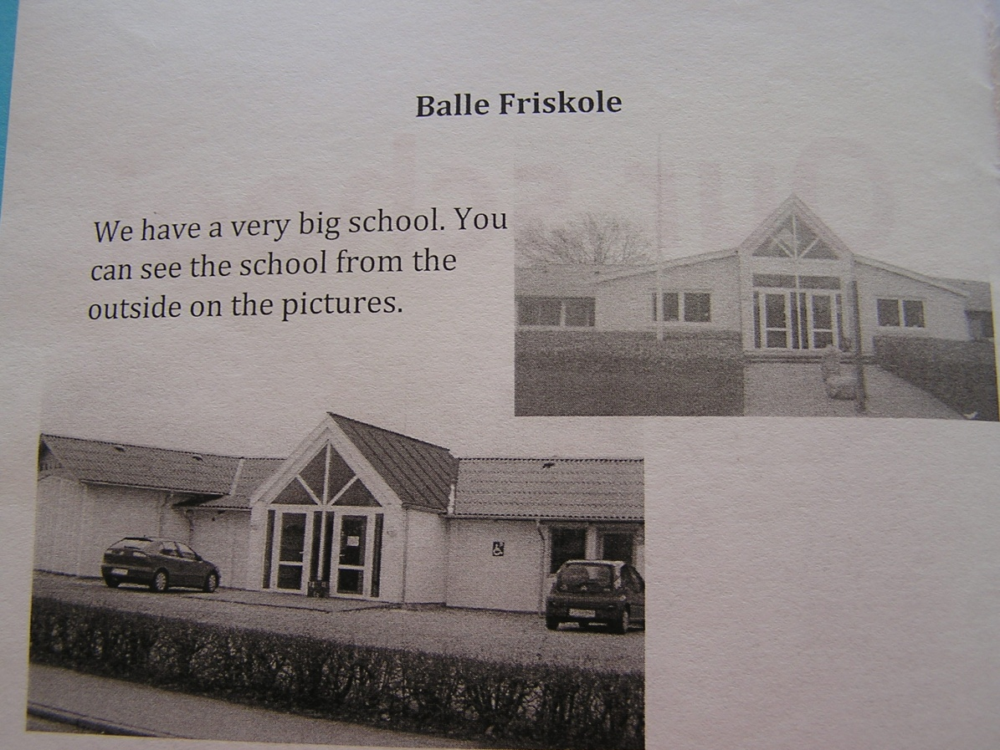 Balle Friskole
We have a very big school. You
can see the school from the
outside on the pictures.